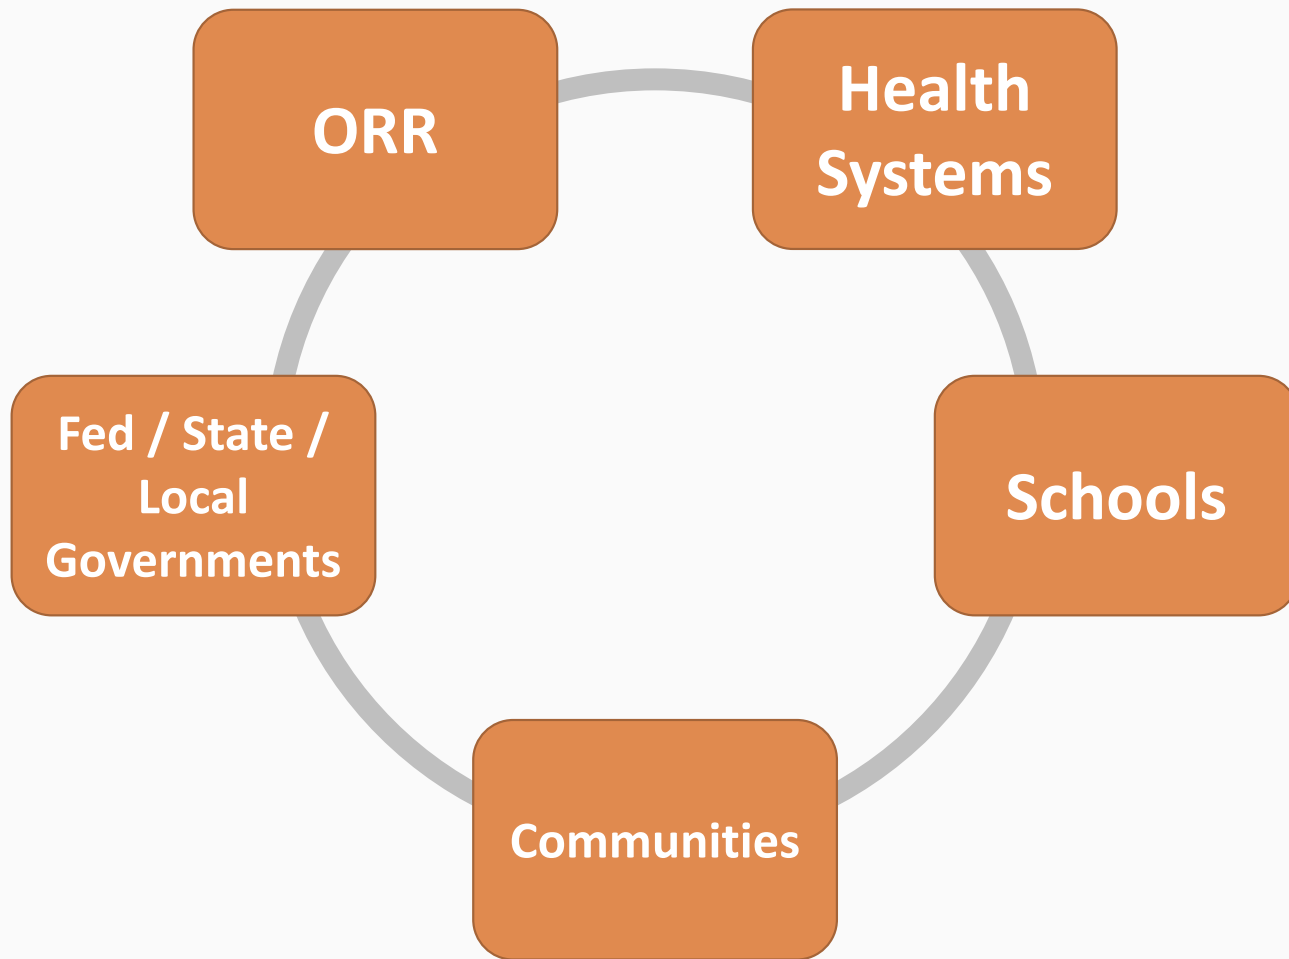 ORR
Health
Systems
Fed / State /
Local
Governments
Schools
Communities